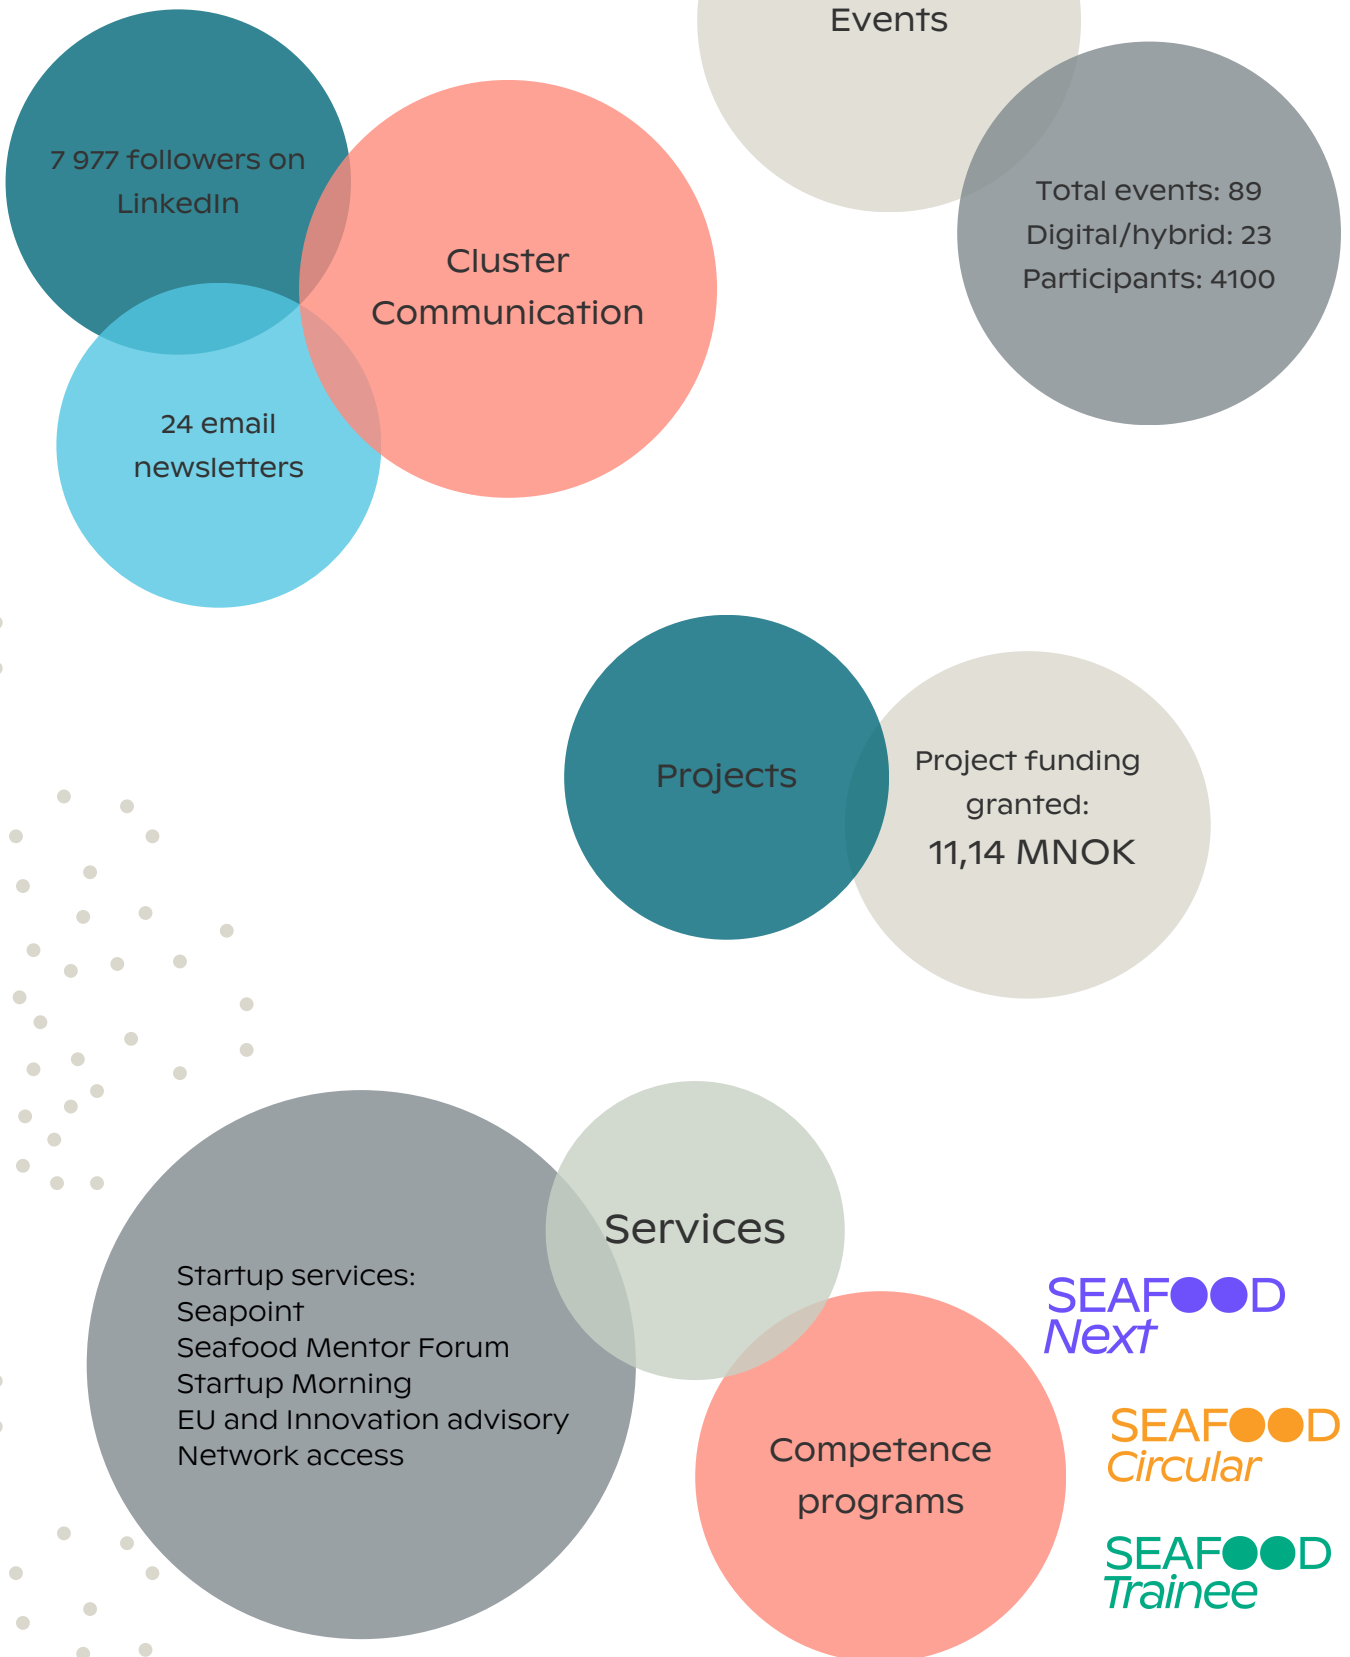 Events
7 977 followers on
LinkedIn
Cluster
Communication
24 email
newsletters
Total events: 89
Digital/hybrid: 23
Participants: 4100
Projects
Project funding
granted:
11,14 MNOK
Services
Startup services:
Seapoint
Seafood Mentor Forum
Startup Morning
EU and Innovation advisory
Network access
Competence
programs
SEAFOOD
Next
SEAFOOD
Circular
SEAFOOD
Trainee